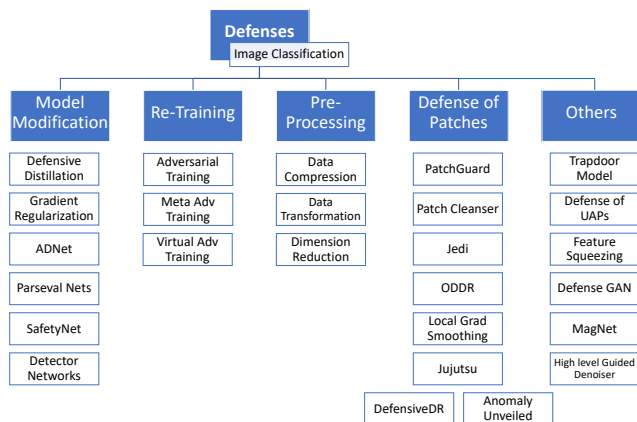 Defenses
Image Classification
Model
Modification
Re-Training
Pre-
Processing
Defense of
Patches
Others
Defensive
Distillation
Gradient
Regularization
ADNet
Parseval Nets
SafetyNet
Detector
Networks
Adversarial
Training
Meta Adv
Training
Virtual Adv
Training
Data
Compression
Data
Transformation
Dimension
Reduction
PatchGuard
Patch Cleanser
Jedi
ODDR
Local Grad
Smoothing
Jujutsu
DefensiveDR
Anomaly
Unveiled
Trapdoor
Model
Defense of
UAPs
Feature
Squeezing
Defense GAN
MagNet
High level Guided
Denoiser